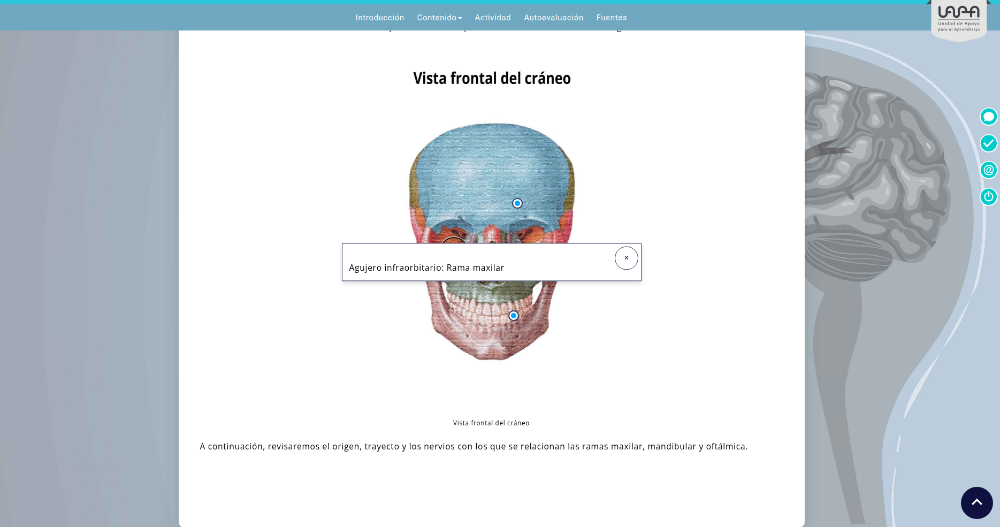 Introducción Contenido Actividad Autoevaluación Fuentes
UAPA
Unidad de Apoyo
para el Aprendizaje
Vista frontal del cráneo
×
Agujero infraorbitario: Rama maxilar
Vista frontal del cráneo
A continuación, revisaremos el origen, trayecto y los nervios con los que se relacionan las ramas maxilar, mandibular y oftálmica.